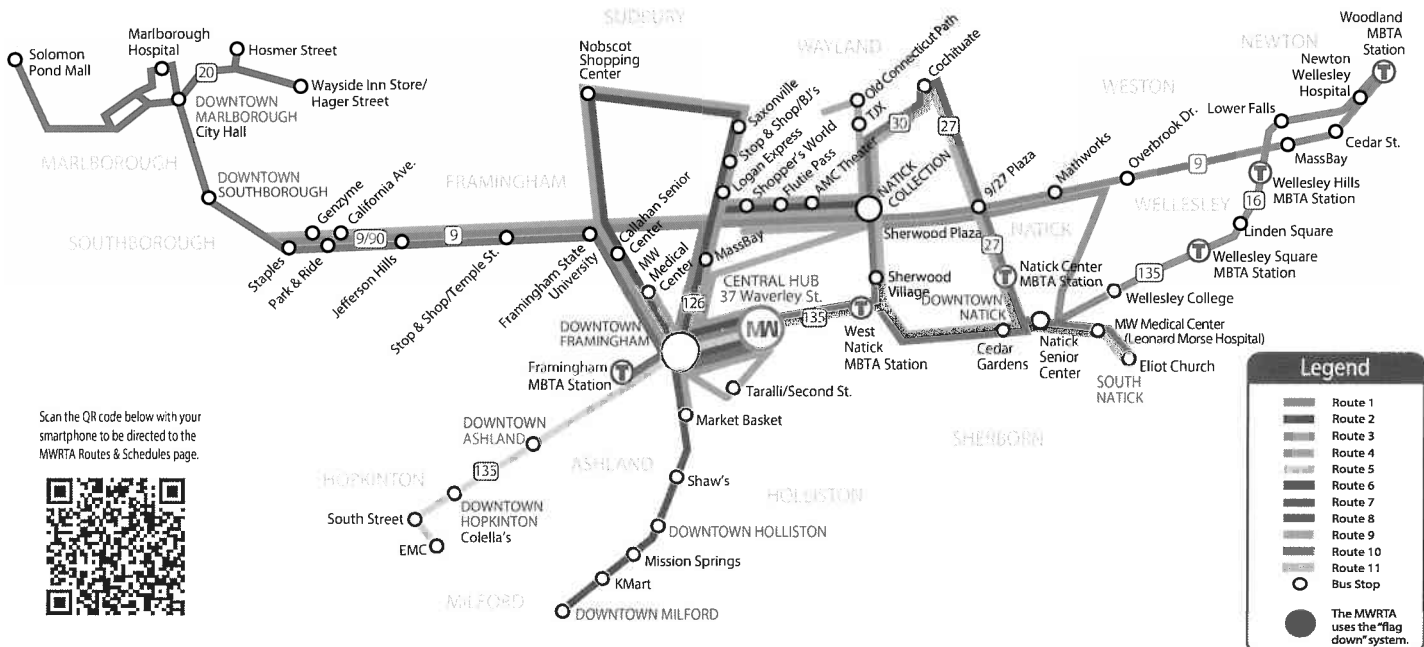 SUDBURY
WAYLAND
NEWTON
WESTON
Woodland
MBTA
Station
Newton
Wellesley
Hospital
Lower Falls
Cedar St.
MassBay
Overbrook Dr.
Mathworks
9/27 Plaza
9
Wellesley Hills
MBTA Station
16
WELLESLEY
Linden Square
Wellesley Square
MBTA Station
135
Wellesley College
Marlborough
Hospital
Hosmer Street
Solomon
Pond Mall
20
Wayside Inn Store/
Hager Street
DOWNTOWN
MARLBOROUGH
City Hall
MARLBOROUGH
DOWNTOWN
SOUTHBOROUGH
SOUTHBOROUGH
FRAMINGHAM
Nobscot
Shopping
Center
Saxonville
Stop & Shop/BJ's
Logan Express
Shopper's World
Flutie Pass
AMC Theater
Old Connecticut Path
TJX
30
Cochituate
27
NATICK
COLLECTION
Sherwood Plaza
27
NATICK
Genzyme
California Ave.
9/90
9
Staples
Park & Ride
Jefferson Hills
Stop & Shop/Temple St.
Framingham State
University
Callahan Senior
Center
MW
Medical
Center
MassBay
126
CENTRAL HUB
37 Waverley St.
MW
135
Sherwood
Village
DOWNTOWN
NATICK
Natick Center
MBTA Station
T
West
Natick
MBTA Station
Cedar
Gardens
Natick
Senior
Center
MW Medical Center
(Leonard Morse Hospital)
Eliot Church
SOUTH
NATICK
DOWNTOWN
FRAMINGHAM
Framingham
MBTA Station
T
Taralli/Second St.
Market Basket
SHERBORN
DOWNTOWN
ASHLAND
ASHLAND
135
HOPKINTON
DOWNTOWN
HOPKINTON
Colella's
South Street
EMC
Shaw's
HOLLISTON
DOWNTOWN HOLLISTON
Mission Springs
KMart
MILFORD
DOWNTOWN MILFORD
Scan the QR code below with your
smartphone to be directed to the
MWRTA Routes & Schedules page.
Legend
Route 1
Route 2
Route 3
Route 4
Route 5
Route 6
Route 7
Route 8
Route 9
Route 10
Route 11
Bus Stop
The MWRTA
uses the "flag
down" system.